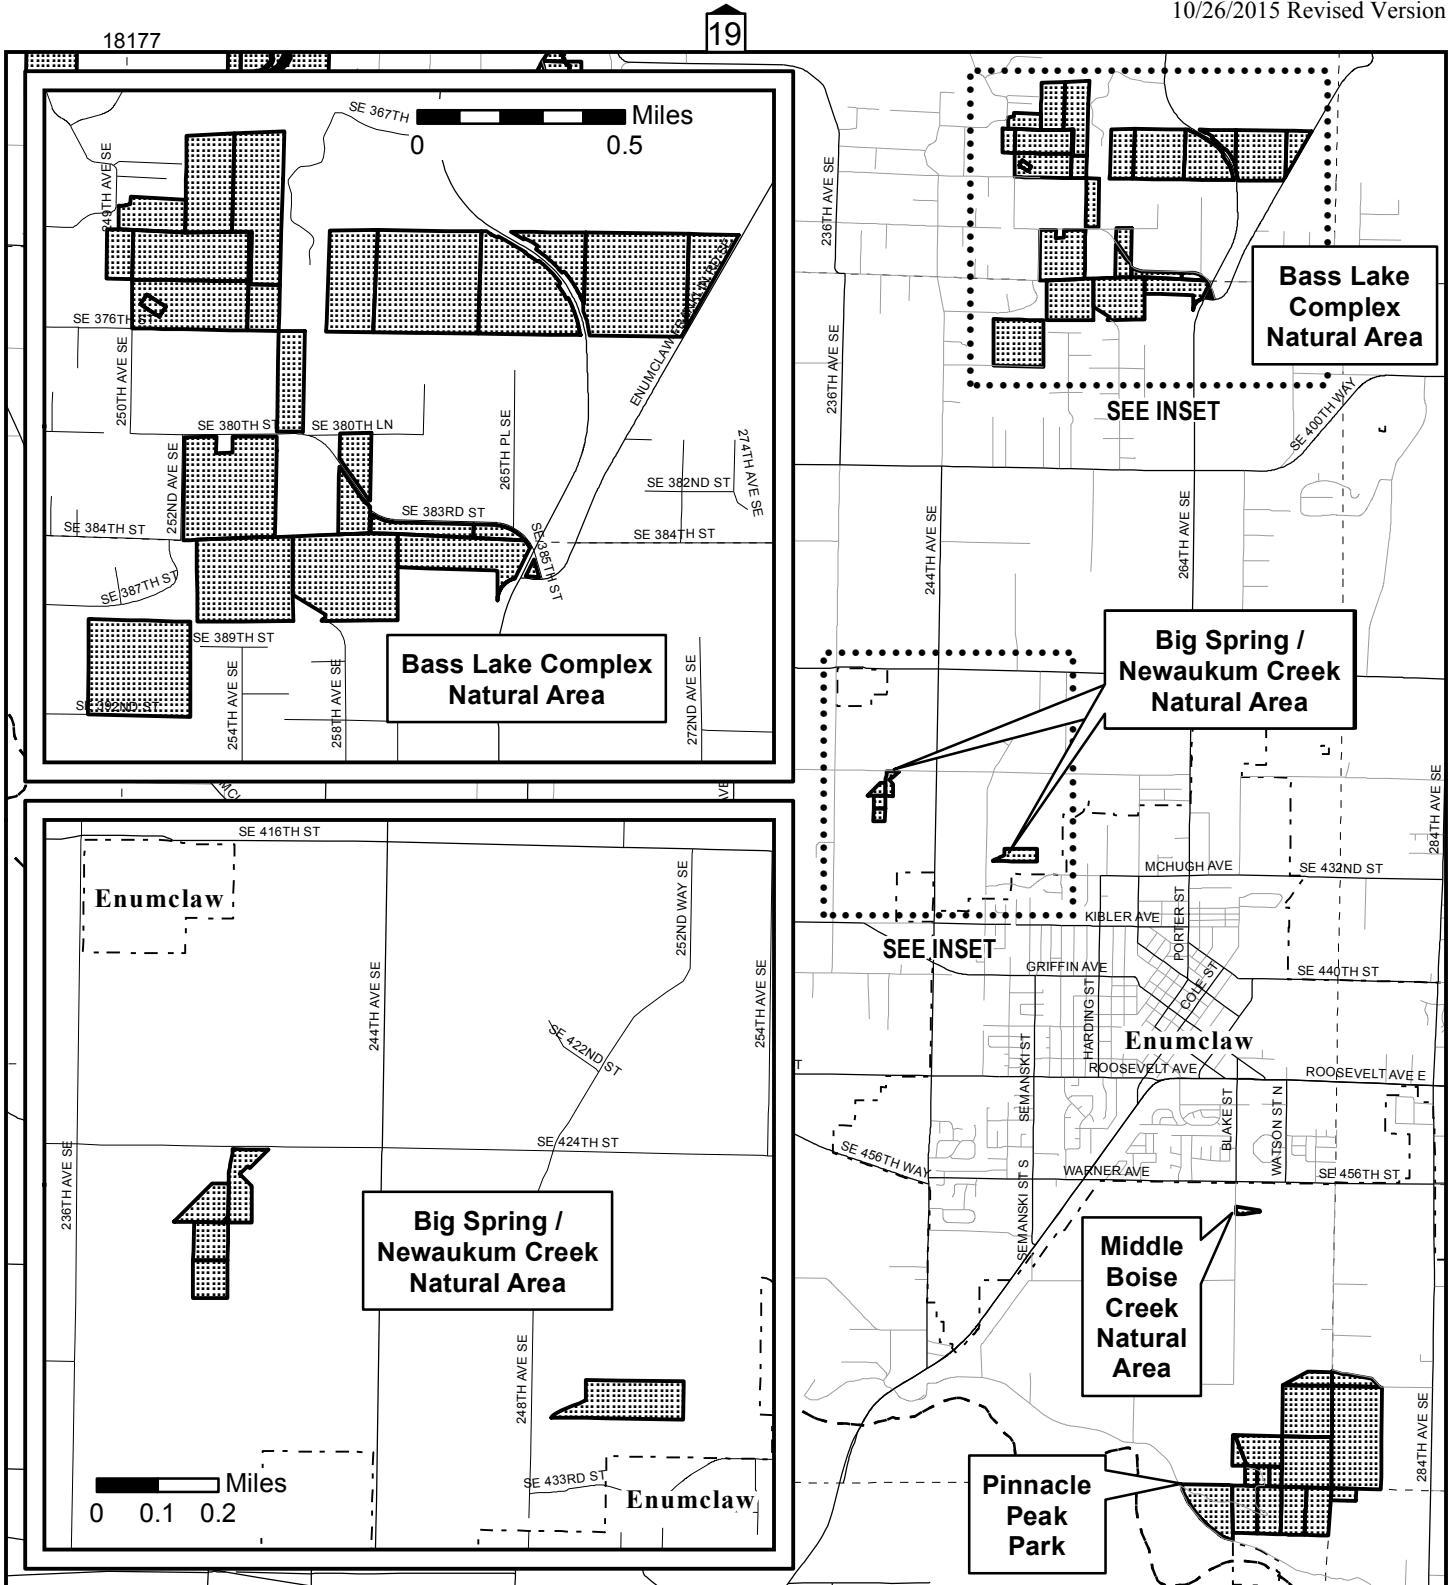 10/26/2015 Revised Version
19
18177
SE 367TH
Miles
0
0.5
249TH AVE SE
SE 376TH ST
250TH AVE SE
SE 380TH ST
SE 380TH LN
252ND AVE SE
SE 383RD ST
265TH PL SE
SE 382ND ST
274TH AVE SE
SE 384TH ST
SE 384TH ST
SE 385TH ST
SE 387TH ST
SE 389TH ST
SE 392ND ST
254TH AVE SE
258TH AVE SE
272ND AVE SE
Bass Lake Complex
Natural Area
236TH AVE SE
236TH AVE SE
Bass Lake
Complex
Natural Area
SEE INSET
SE 400TH WAY
244TH AVE SE
264TH AVE SE
Big Spring /
Newaukum Creek
Natural Area
284TH AVE SE
MCHUGH AVE
SE 432ND ST
KIBLER AVE
PORTER ST
SEE INSET
GRIFFIN AVE
SE 440TH ST
COLE ST
HARDING ST
Enumclaw
SEMANSKI ST
ROOSEVELT AVE
ROOSEVELT AVE E
BLAKE ST
WATSON ST N
SE 456TH WAY
WARNER AVE
SE 456TH ST
SEMANSKI ST S
Middle
Boise
Creek
Natural
Area
284TH AVE SE
Pinnacle
Peak
Park
SE 416TH ST
Enumclaw
252ND WAY SE
244TH AVE SE
254TH AVE SE
SE 422ND ST
SE 424TH ST
236TH AVE SE
Big Spring /
Newaukum Creek
Natural Area
248TH AVE SE
SE 433RD ST
Enumclaw
Miles
0
0.1
0.2